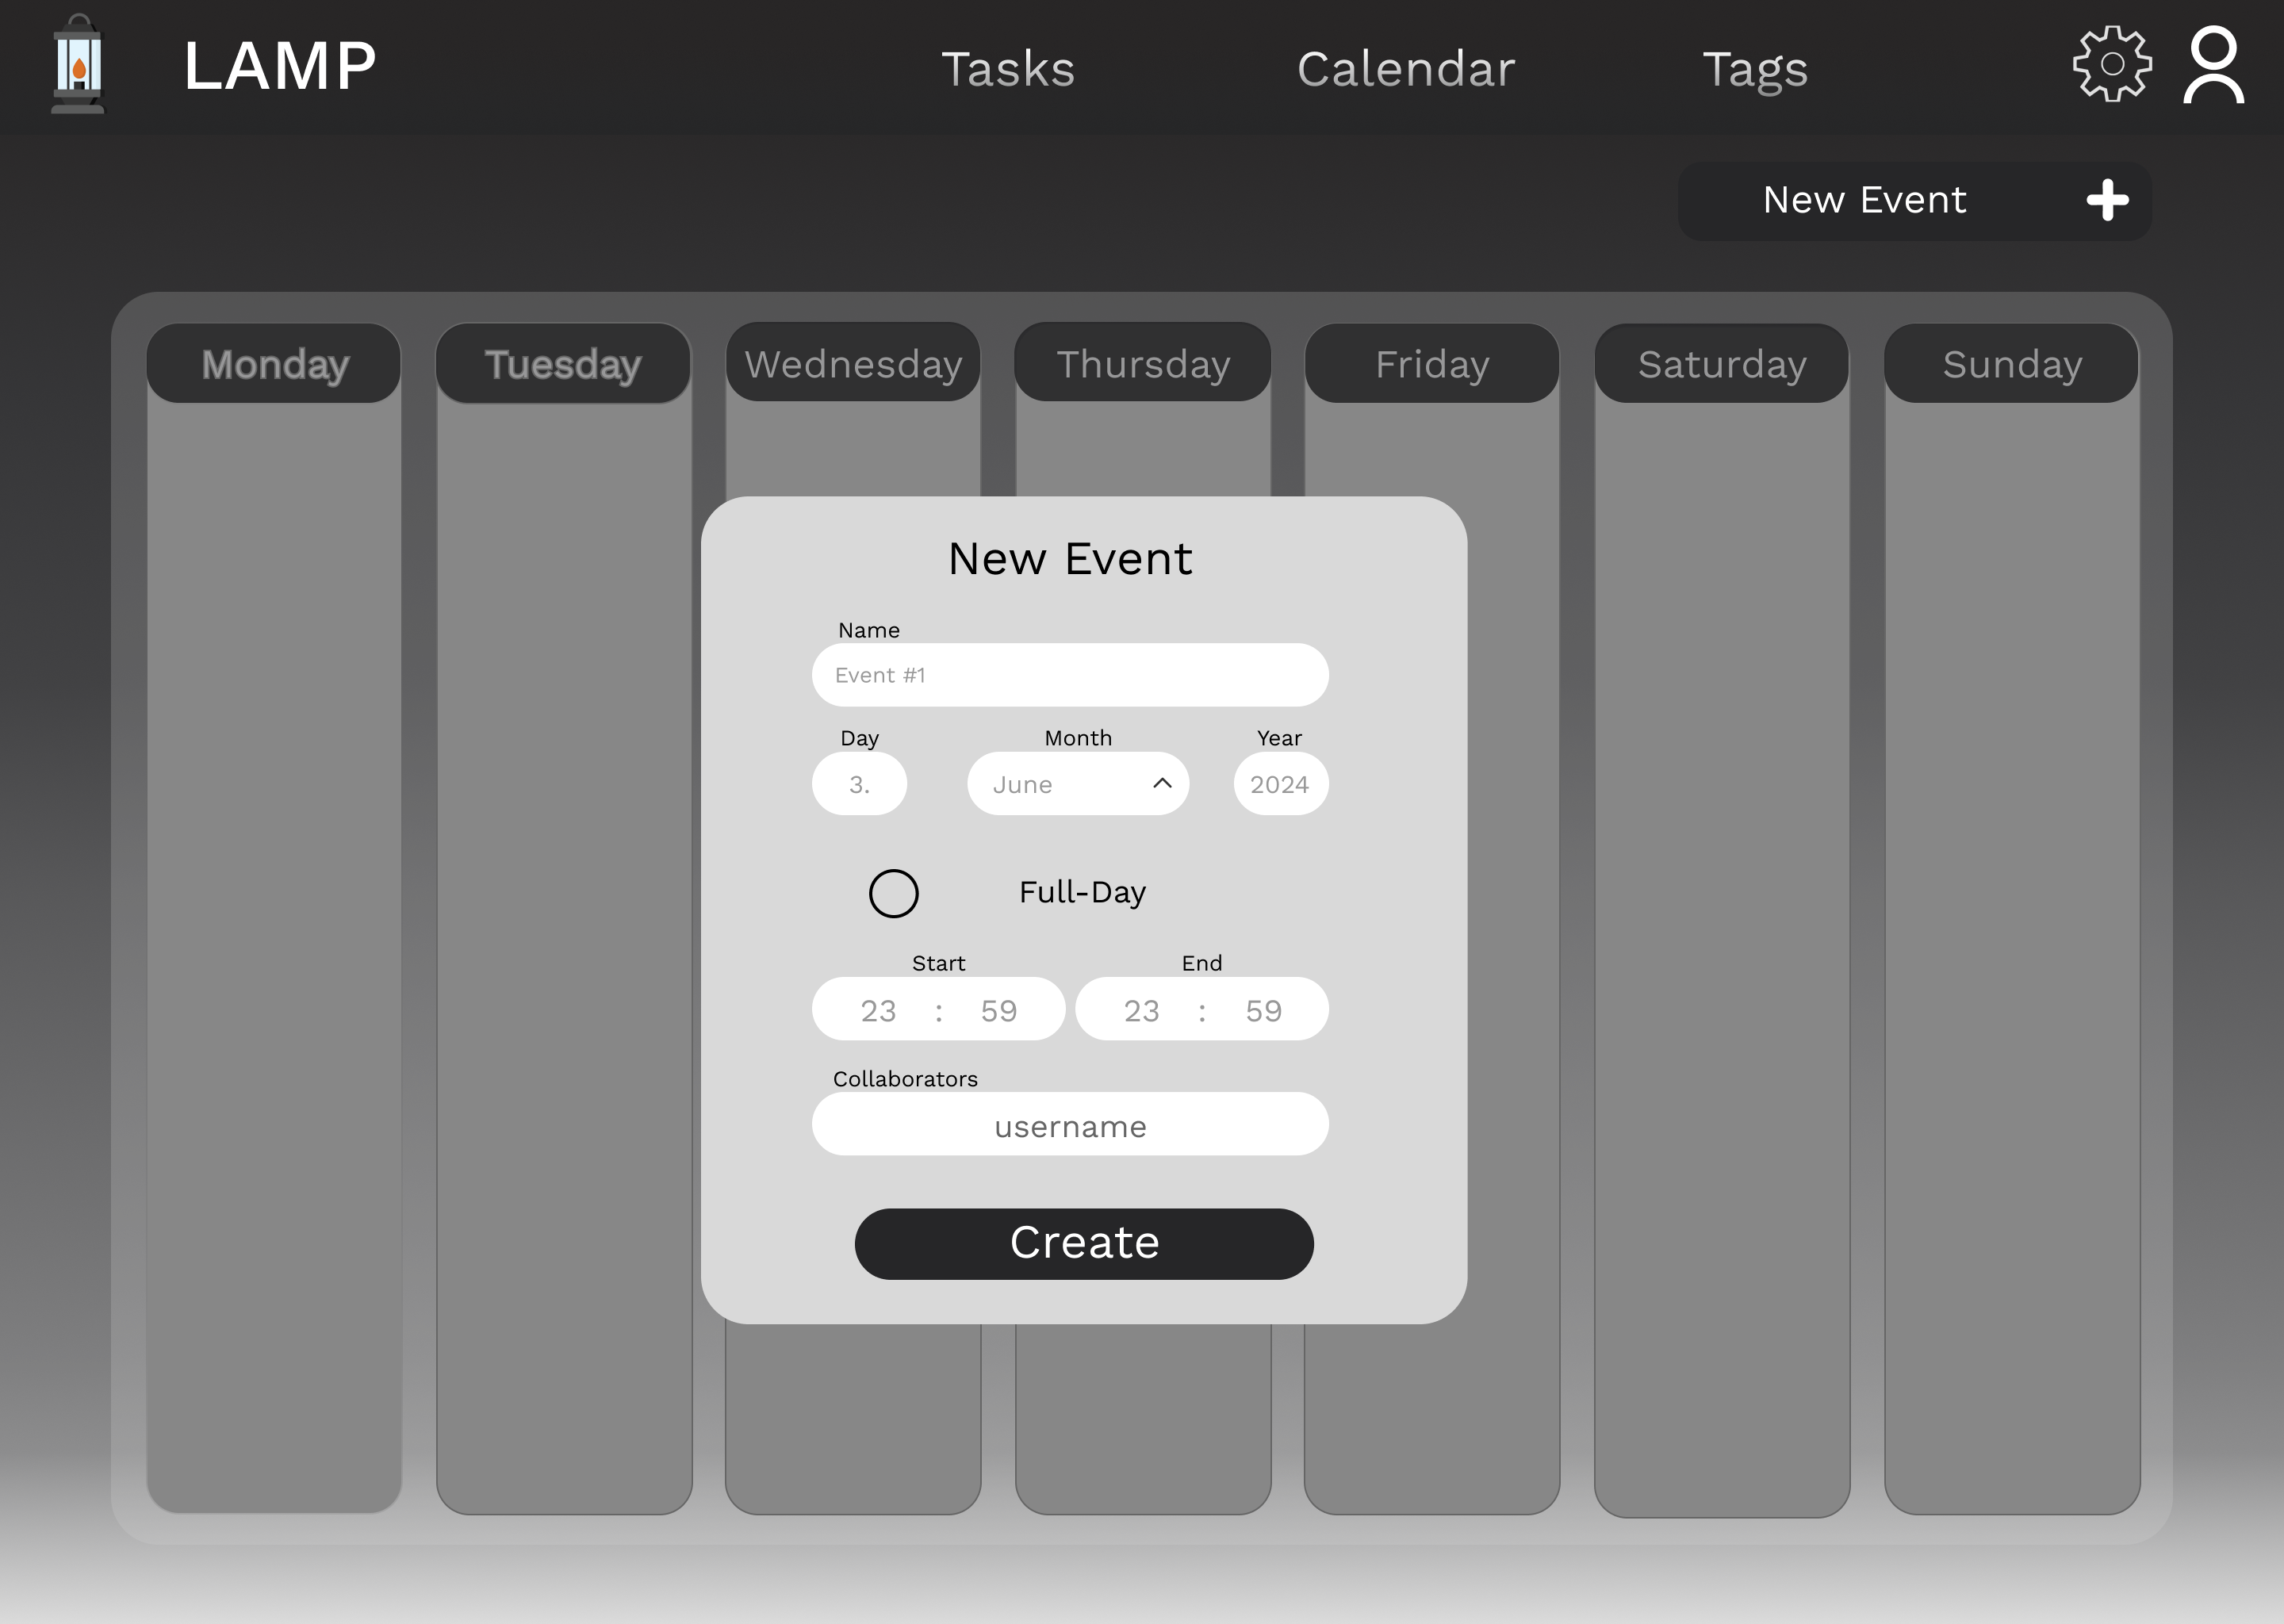 LAMP
Tasks
Calendar
Tags
New Event
Monday
Tuesday
Wednesday
Thursday
Friday
Saturday
Sunday
New Event
Name
Event #1
Day
Month
Year
3.
June
2024
Full-Day
Start
End
23 : 59
23 : 59
Collaborators
username
Create